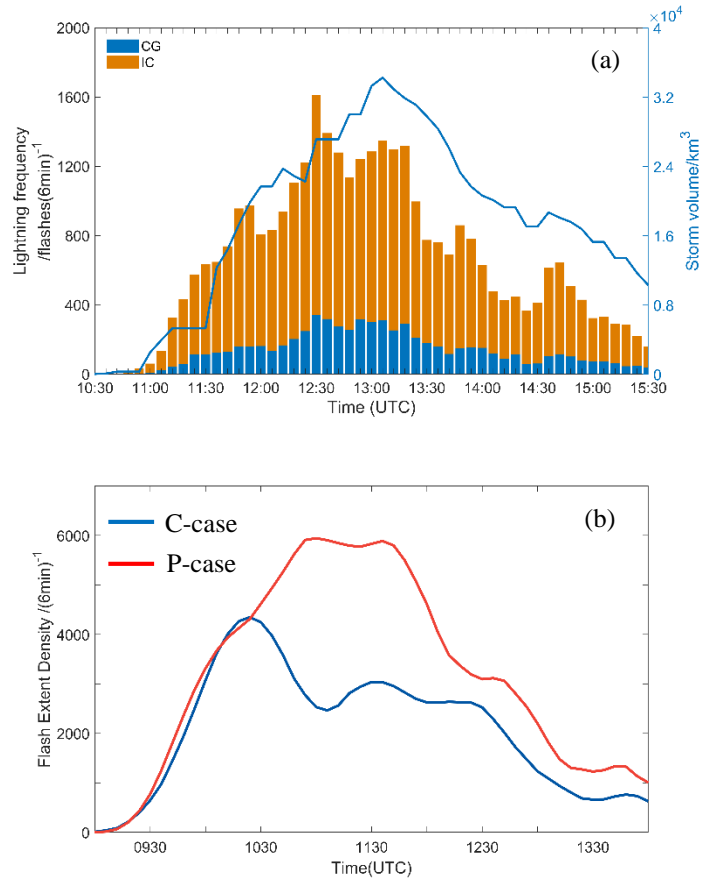 ×10⁴
2000
4
CG
IC
(a)
1600
3.2
1200
2.4
800
1.6
400
0.8
0
0
Lightning frequency
/flashes(6min)⁻¹
Storm volume/km³
10:30 11:00 11:30 12:00 12:30 13:00 13:30 14:00 14:30 15:00 15:30
Time (UTC)
C-case
(b)
P-case
6000
4000
2000
0
Flash Extent Density /(6min)⁻¹
0930 1030 1130 1230 1330
Time(UTC)